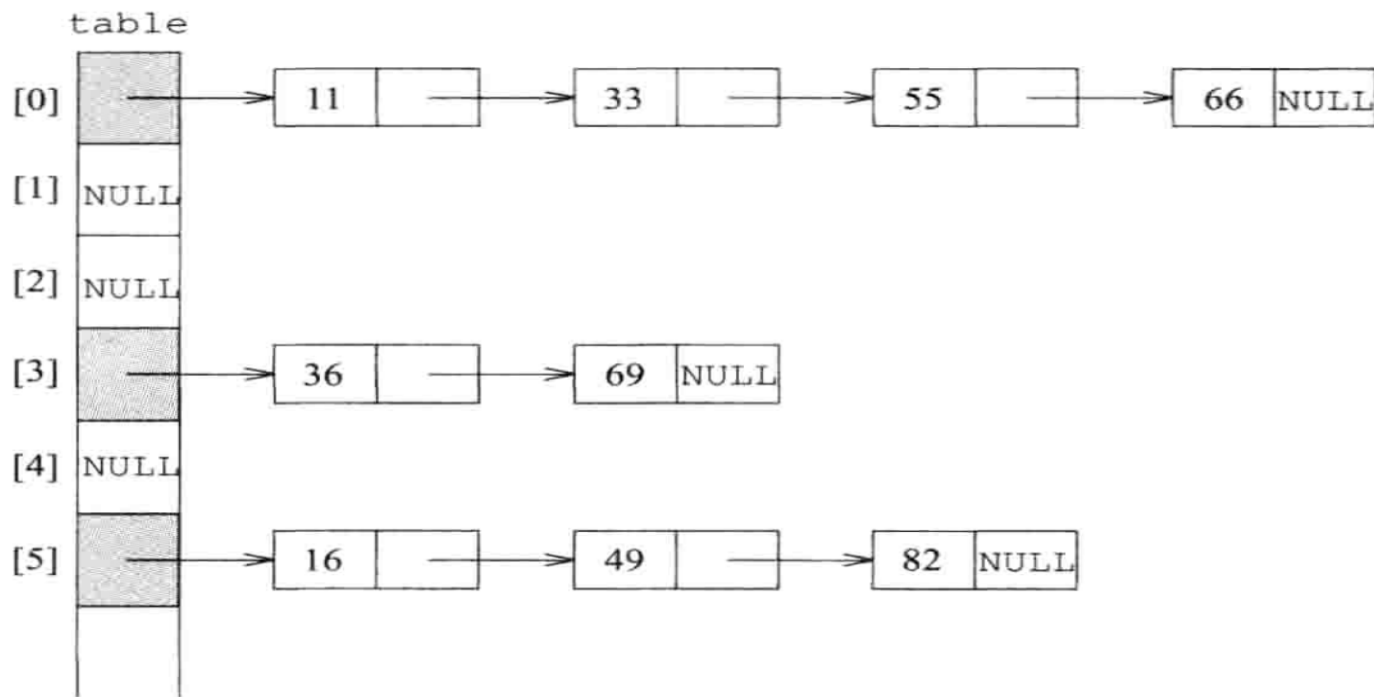 table
[0] 11 33 55 66 NULL
[1] NULL
[2] NULL
[3] 36 69 NULL
[4] NULL
[5] 16 49 82 NULL